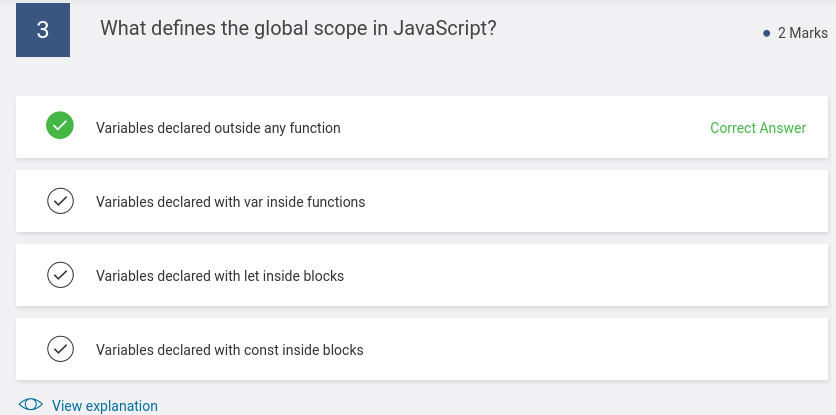 3
What defines the global scope in JavaScript?
2 Marks
Variables declared outside any function
Correct Answer
Variables declared with var inside functions
Variables declared with let inside blocks
Variables declared with const inside blocks
View explanation